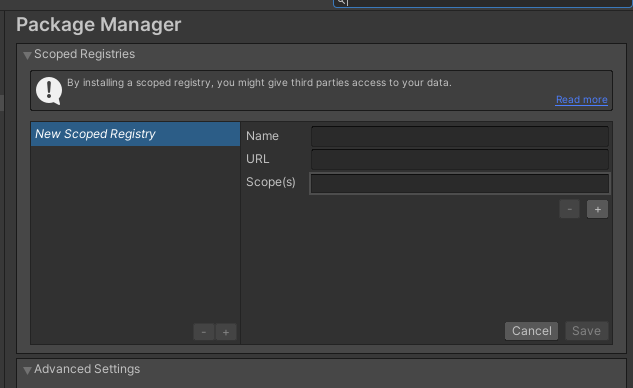 Package Manager
Scoped Registries
By installing a scoped registry, you might give third parties access to your data.
Read more
New Scoped Registry
Name
URL
Scope(s)
- +
- +
Cancel Save
Advanced Settings